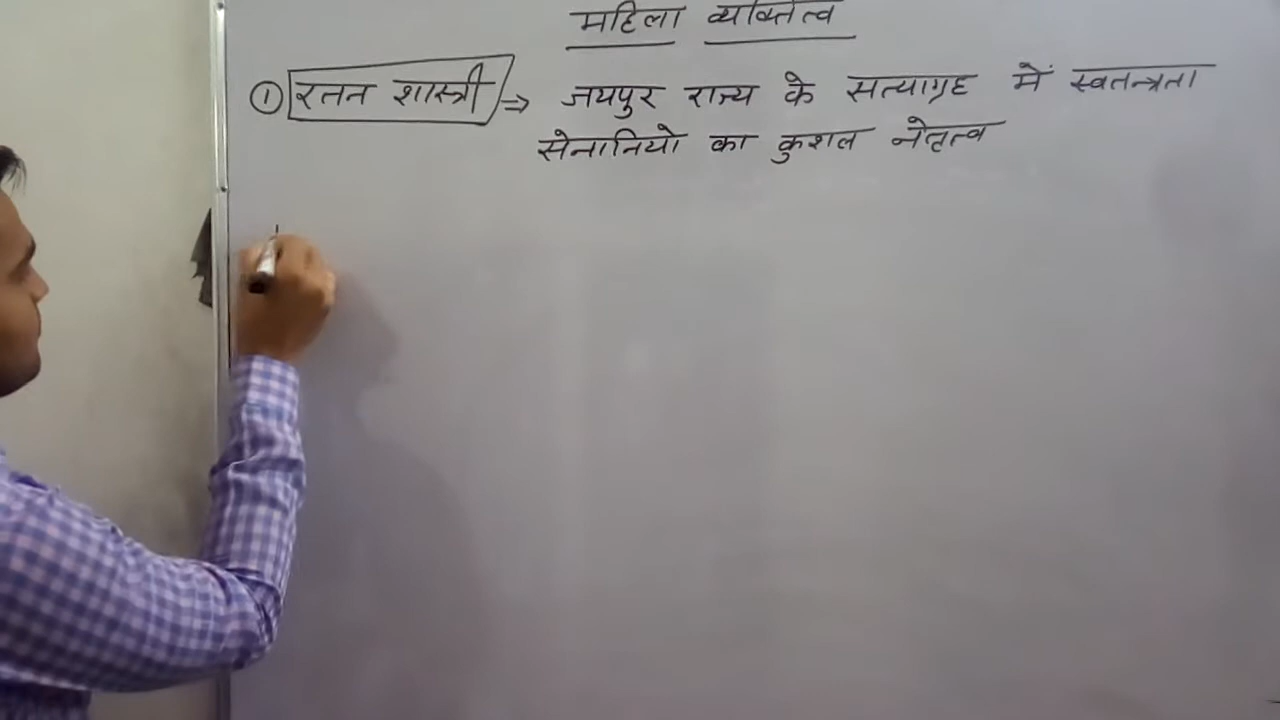 महिला व्यक्तित्व
① रतन शास्त्री ⇒ जयपुर राज्य के सत्याग्रह में स्वतन्त्रता
सेनानियो का कुशल नेतृत्व